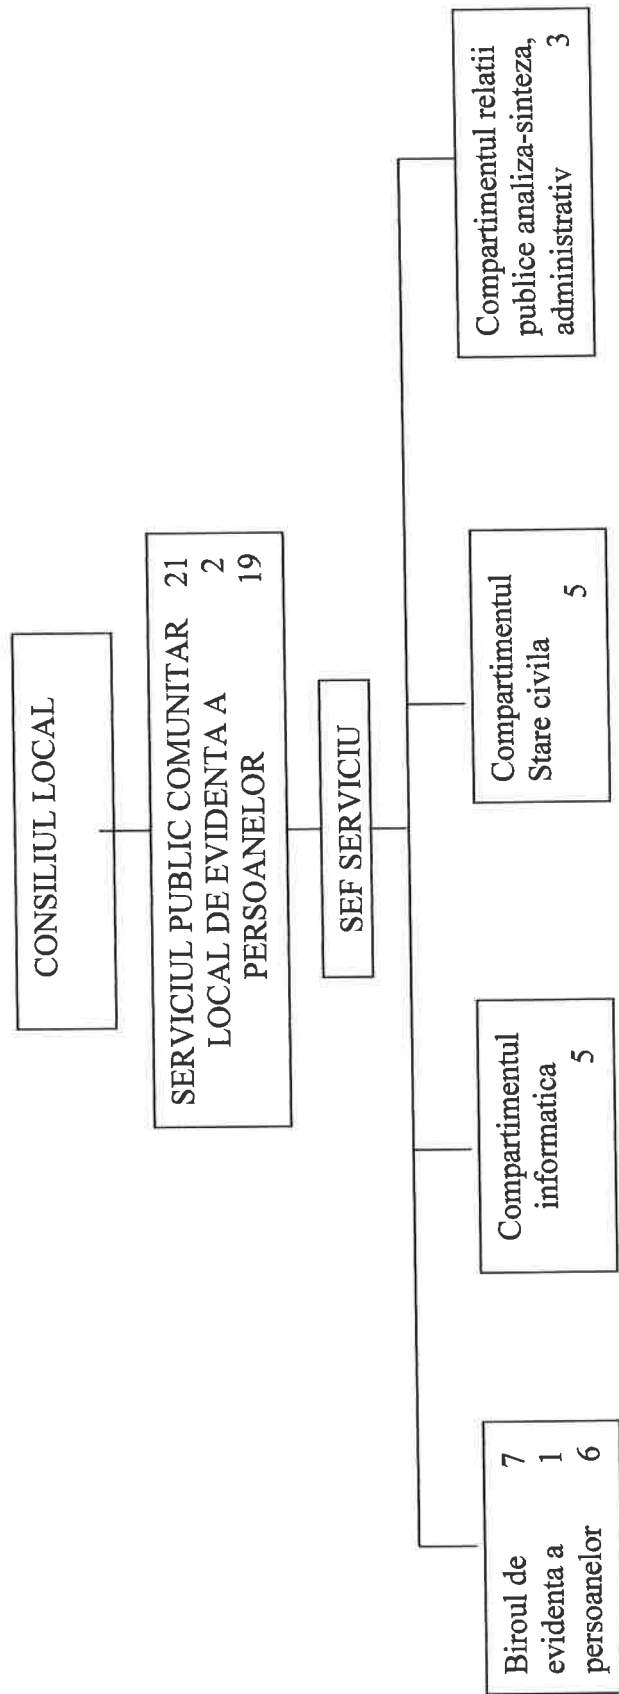 CONSILIUL LOCAL
SERVICIUL PUBLIC COMUNITAR 21
LOCAL DE EVIDENTA A 2
PERSOANELOR 19
SEF SERVICIU
Biroul de 7
evidenta a 1
persoanelor 6
Compartimentul
informatica
5
Compartimentul
Stare civila
5
Compartimentul relatii
publice analiza-sinteza,
administrativ 3